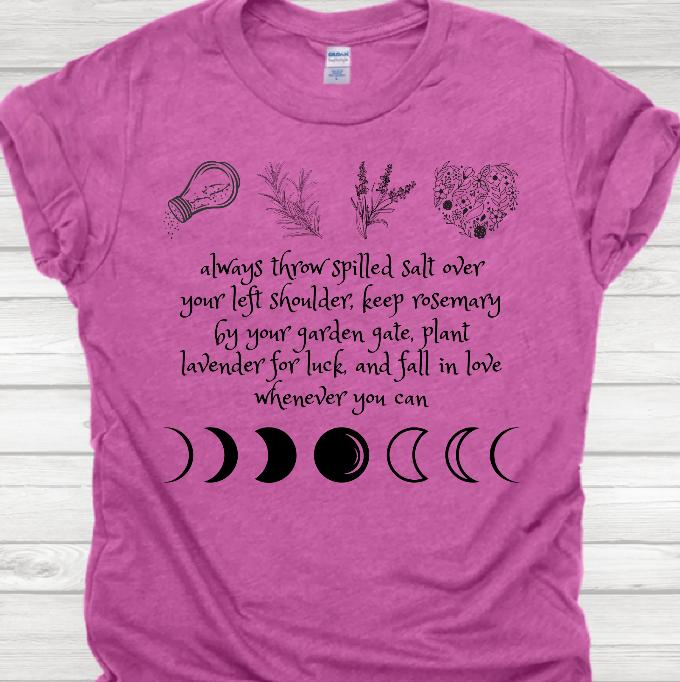 GILDAN
always throw spilled salt over
your left shoulder, keep rosemary
by your garden gate, plant
lavender for luck, and fall in love
whenever you can